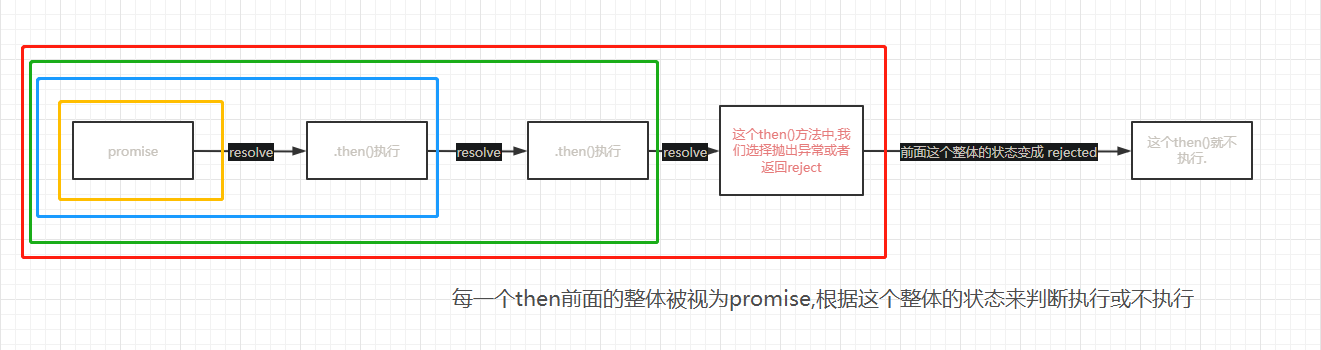 promise
resolve
.then()执行
resolve
.then()执行
resolve
这个then()方法中,我
们选择抛出异常或者
返回reject
前面这个整体的状态变成 rejected
这个then()就不
执行.
每一个then前面的整体被视为promise,根据这个整体的状态来判断执行或不执行